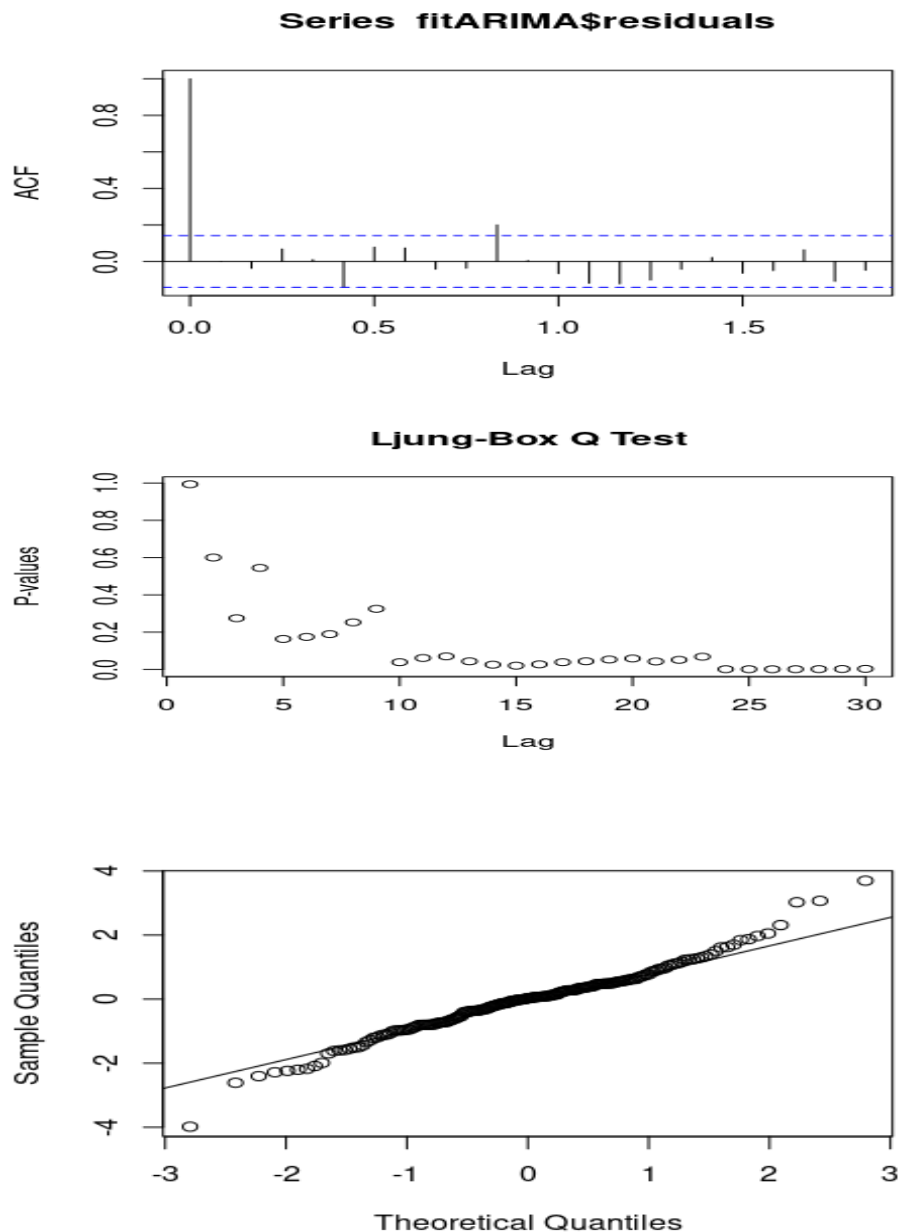 Series fitARIMA$residuals
ACF
0.8
0.4
0.0
0.0 0.5 1.0 1.5
Lag
Ljung-Box Q Test
P-values
1.0
0.8
0.6
0.4
0.2
0.0
0 5 10 15 20 25 30
Lag
Sample Quantiles
4
2
0
-2
-4
-3 -2 -1 0 1 2 3
Theoretical Quantiles